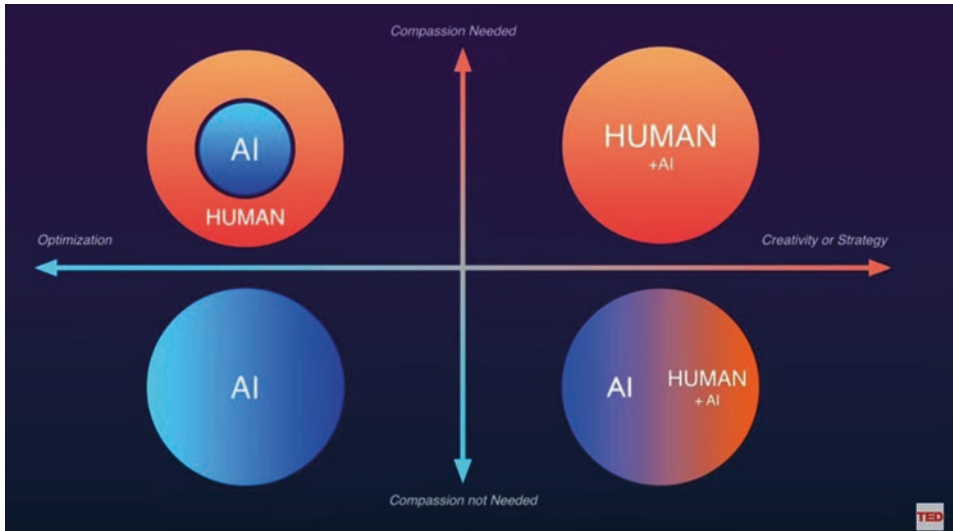 Compassion Needed
AI
HUMAN
HUMAN
+AI
Optimization
Creativity or Strategy
AI
AI
HUMAN
+ AI
Compassion not Needed
TED